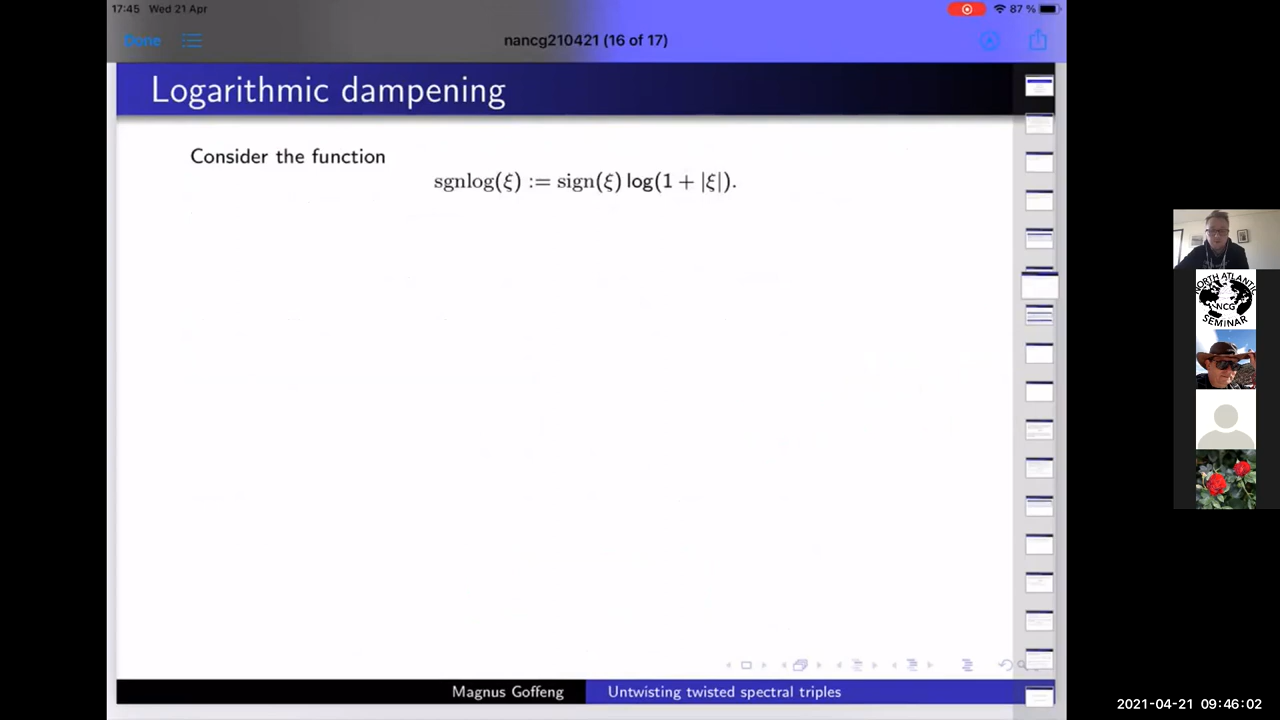 17:45 Wed 21 Apr
87 %
Done
nancg210421 (16 of 17)
Logarithmic dampening
Consider the function
sgnlog(ξ) := sign(ξ) log(1 + |ξ|).
NORTH ATLANTIC
NCG
SEMINAR
Magnus Goffeng
Untwisting twisted spectral triples
2021-04-21 09:46:02